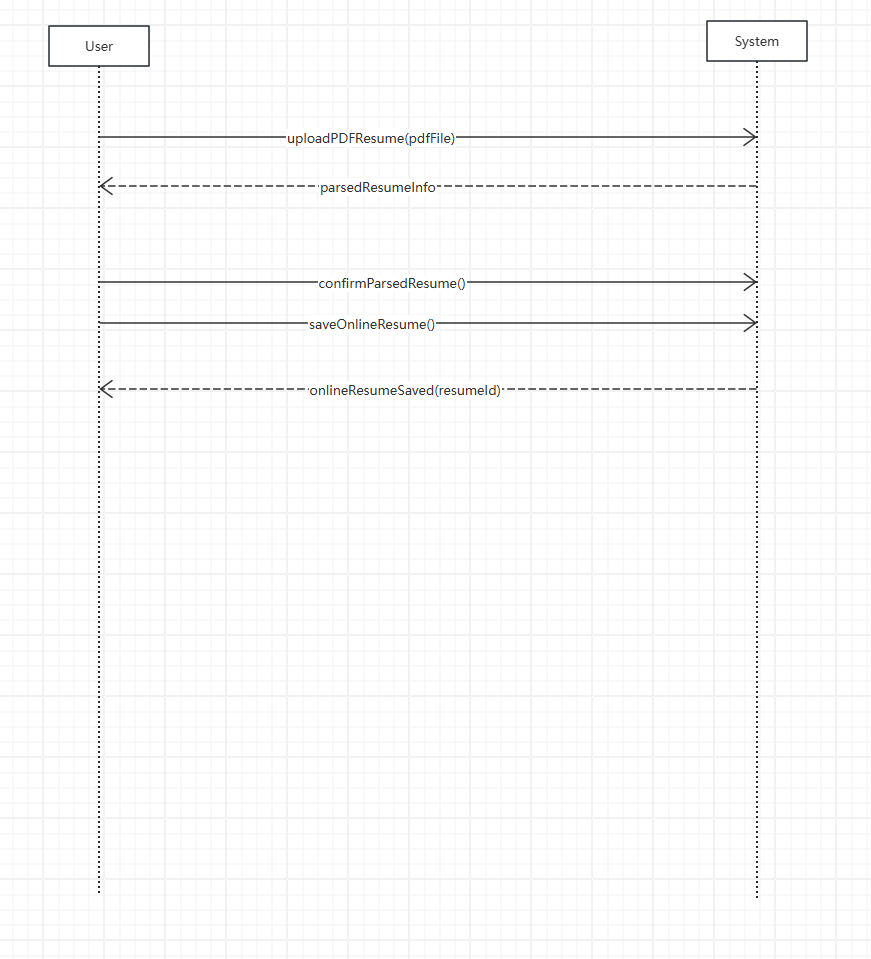 User
System
uploadPDFResume(pdfFile)
parsedResumeInfo
confirmParsedResume()
saveOnlineResume()
onlineResumeSaved(resumeId)